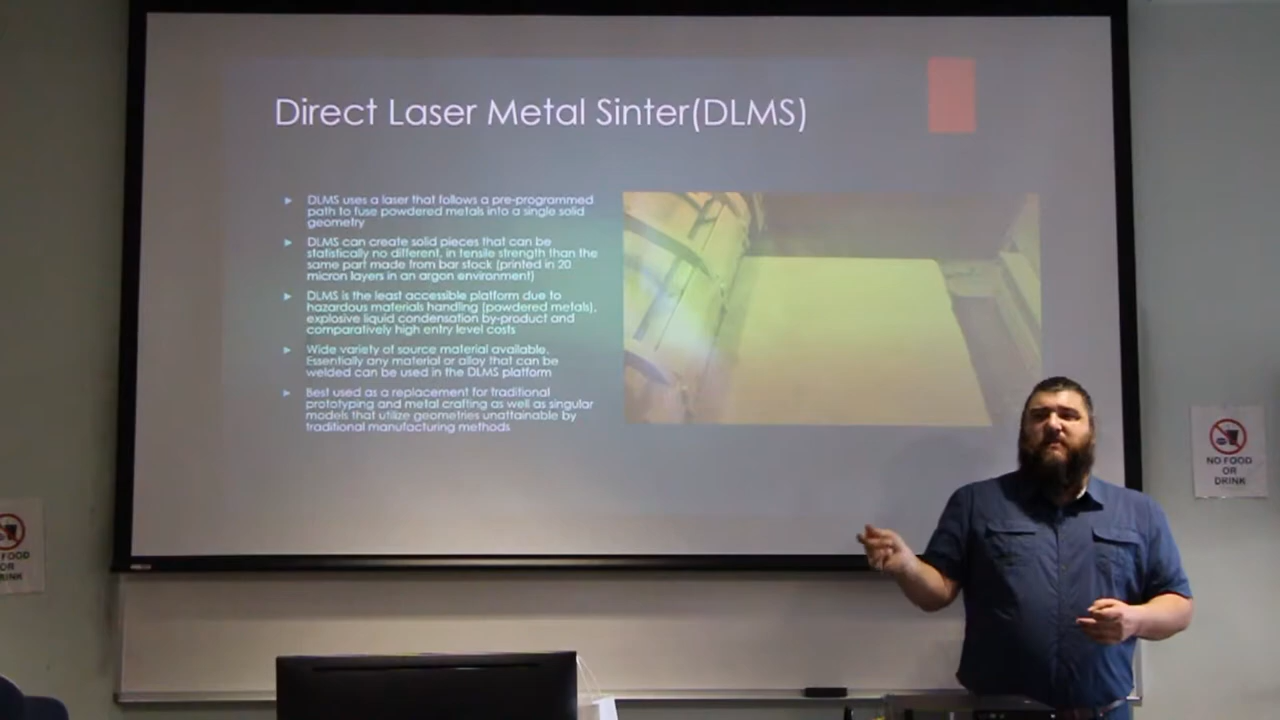 Direct Laser Metal Sinter(DLMS)
DLMS uses a laser that follows a pre-programmed
path to fuse powdered metals into a single solid
geometry
DLMS can create solid pieces that can be
statistically no different, in tensile strength than the
same part made from bar stock (printed in 20
micron layers in an argon environment)
DLMS is the least accessible platform due to
hazardous materials handling (powdered metals),
explosive liquid condensation by-product and
comparatively high entry level costs
Wide variety of source material available.
Essentially any material or alloy that can be
welded can be used in the DLMS platform
Best used as a replacement for traditional
prototyping and metal crafting as well as singular
models that utilize geometries unattainable by
traditional manufacturing methods
NO FOOD
OR
DRINK
FOOD
OR
RINK